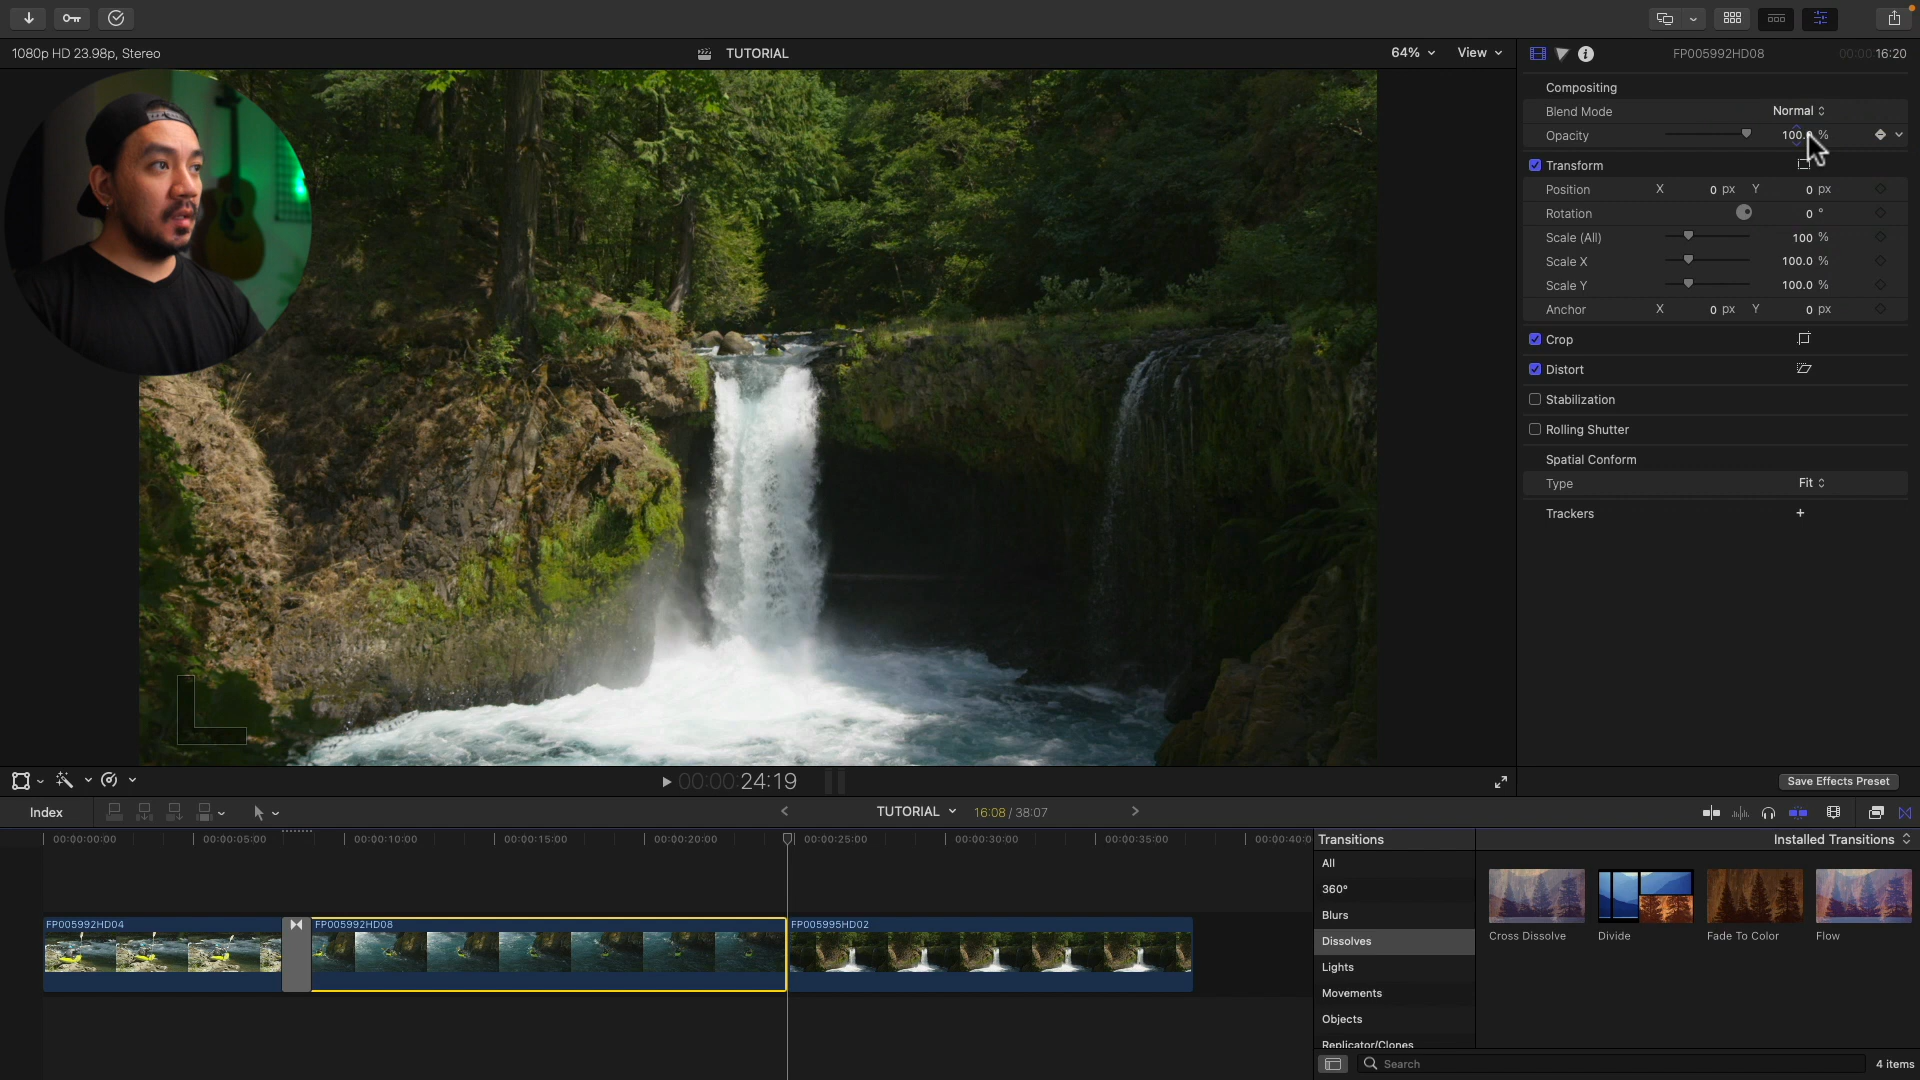 1080p HD 23.98p, Stereo
TUTORIAL
64%
View
FP005992HD08
00:00:16:20
Compositing
Blend Mode
Normal
Opacity
100.0 %
Transform
Position
X
0 px
Y
0 px
Rotation
0 °
Scale (All)
100 %
Scale X
100.0 %
Scale Y
100.0 %
Anchor
X
0 px
Y
0 px
Crop
Distort
Stabilization
Rolling Shutter
Spatial Conform
Type
Fit
Trackers
+
00:00:24:19
Save Effects Preset
Index
TUTORIAL
16:08 / 38:07
00:00:00:00
00:00:05:00
00:00:10:00
00:00:15:00
00:00:20:00
00:00:25:00
00:00:30:00
00:00:35:00
00:00:40:0
Transitions
Installed Transitions
All
360°
Blurs
Dissolves
Lights
Movements
Objects
Replicator/Clones
Cross Dissolve
Divide
Fade To Color
Flow
FP005992HD04
FP005992HD08
FP005995HD02
Search
4 items